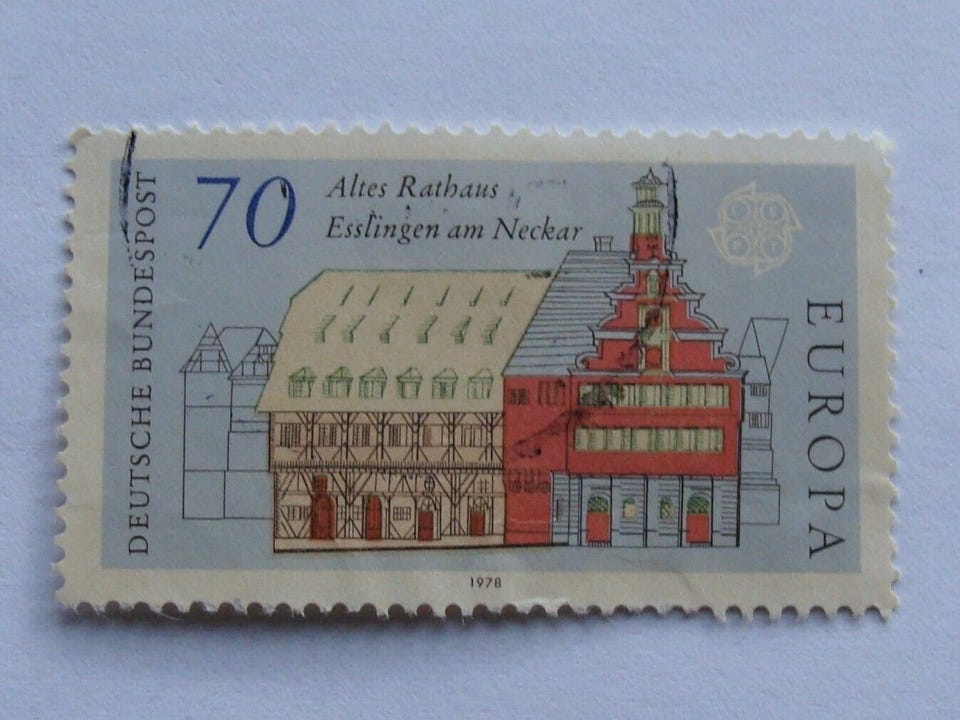 DEUTSCHE BUNDESPOST
70
Altes Rathaus
Esslingen am Neckar
EUROPA
1978